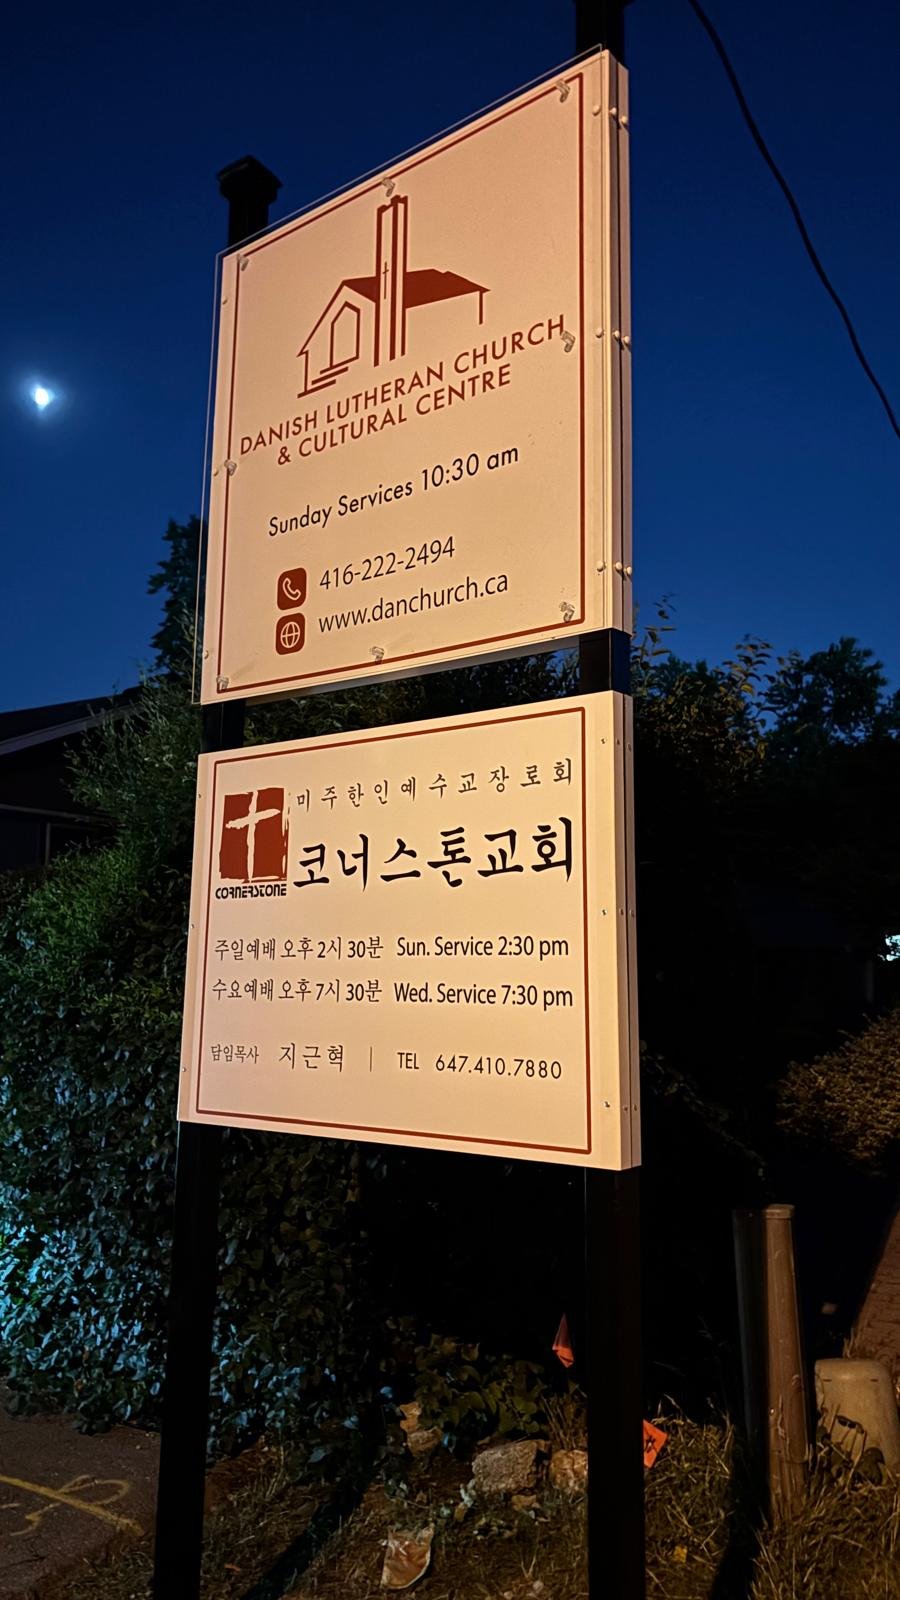 DANISH LUTHERAN CHURCH
& CULTURAL CENTRE
Sunday Services 10:30 am
416-222-2494
www.danchurch.ca
미주한인예수교장로회
CORNERSTONE
코너스톤교회
주일예배 오후 2시 30분 Sun. Service 2:30 pm
수요예배 오후 7시 30분 Wed. Service 7:30 pm
담임목사 지근혁 | TEL 647.410.7880